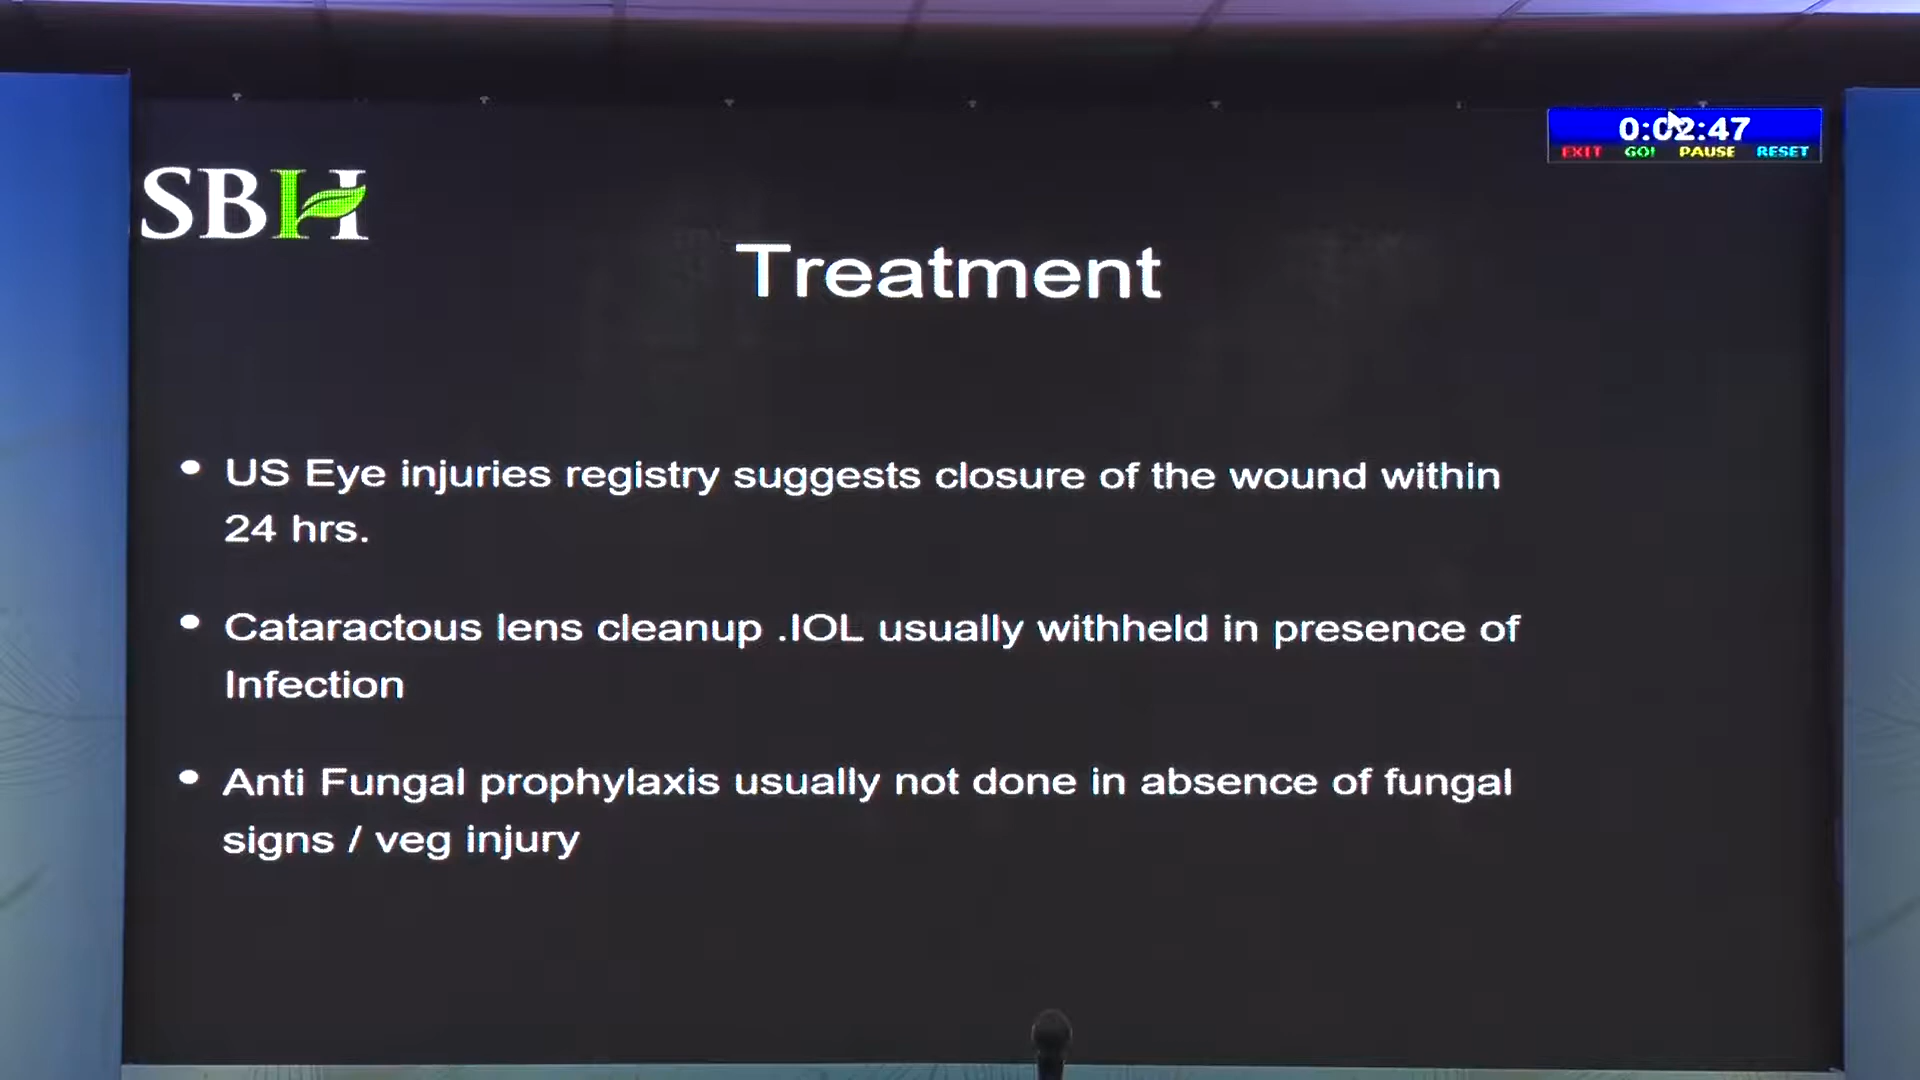 0:02:47
EXIT GO! PAUSE RESET
SBH
Treatment
• US Eye injuries registry suggests closure of the wound within
24 hrs.
• Cataractous lens cleanup .IOL usually withheld in presence of
Infection
• Anti Fungal prophylaxis usually not done in absence of fungal
signs / veg injury